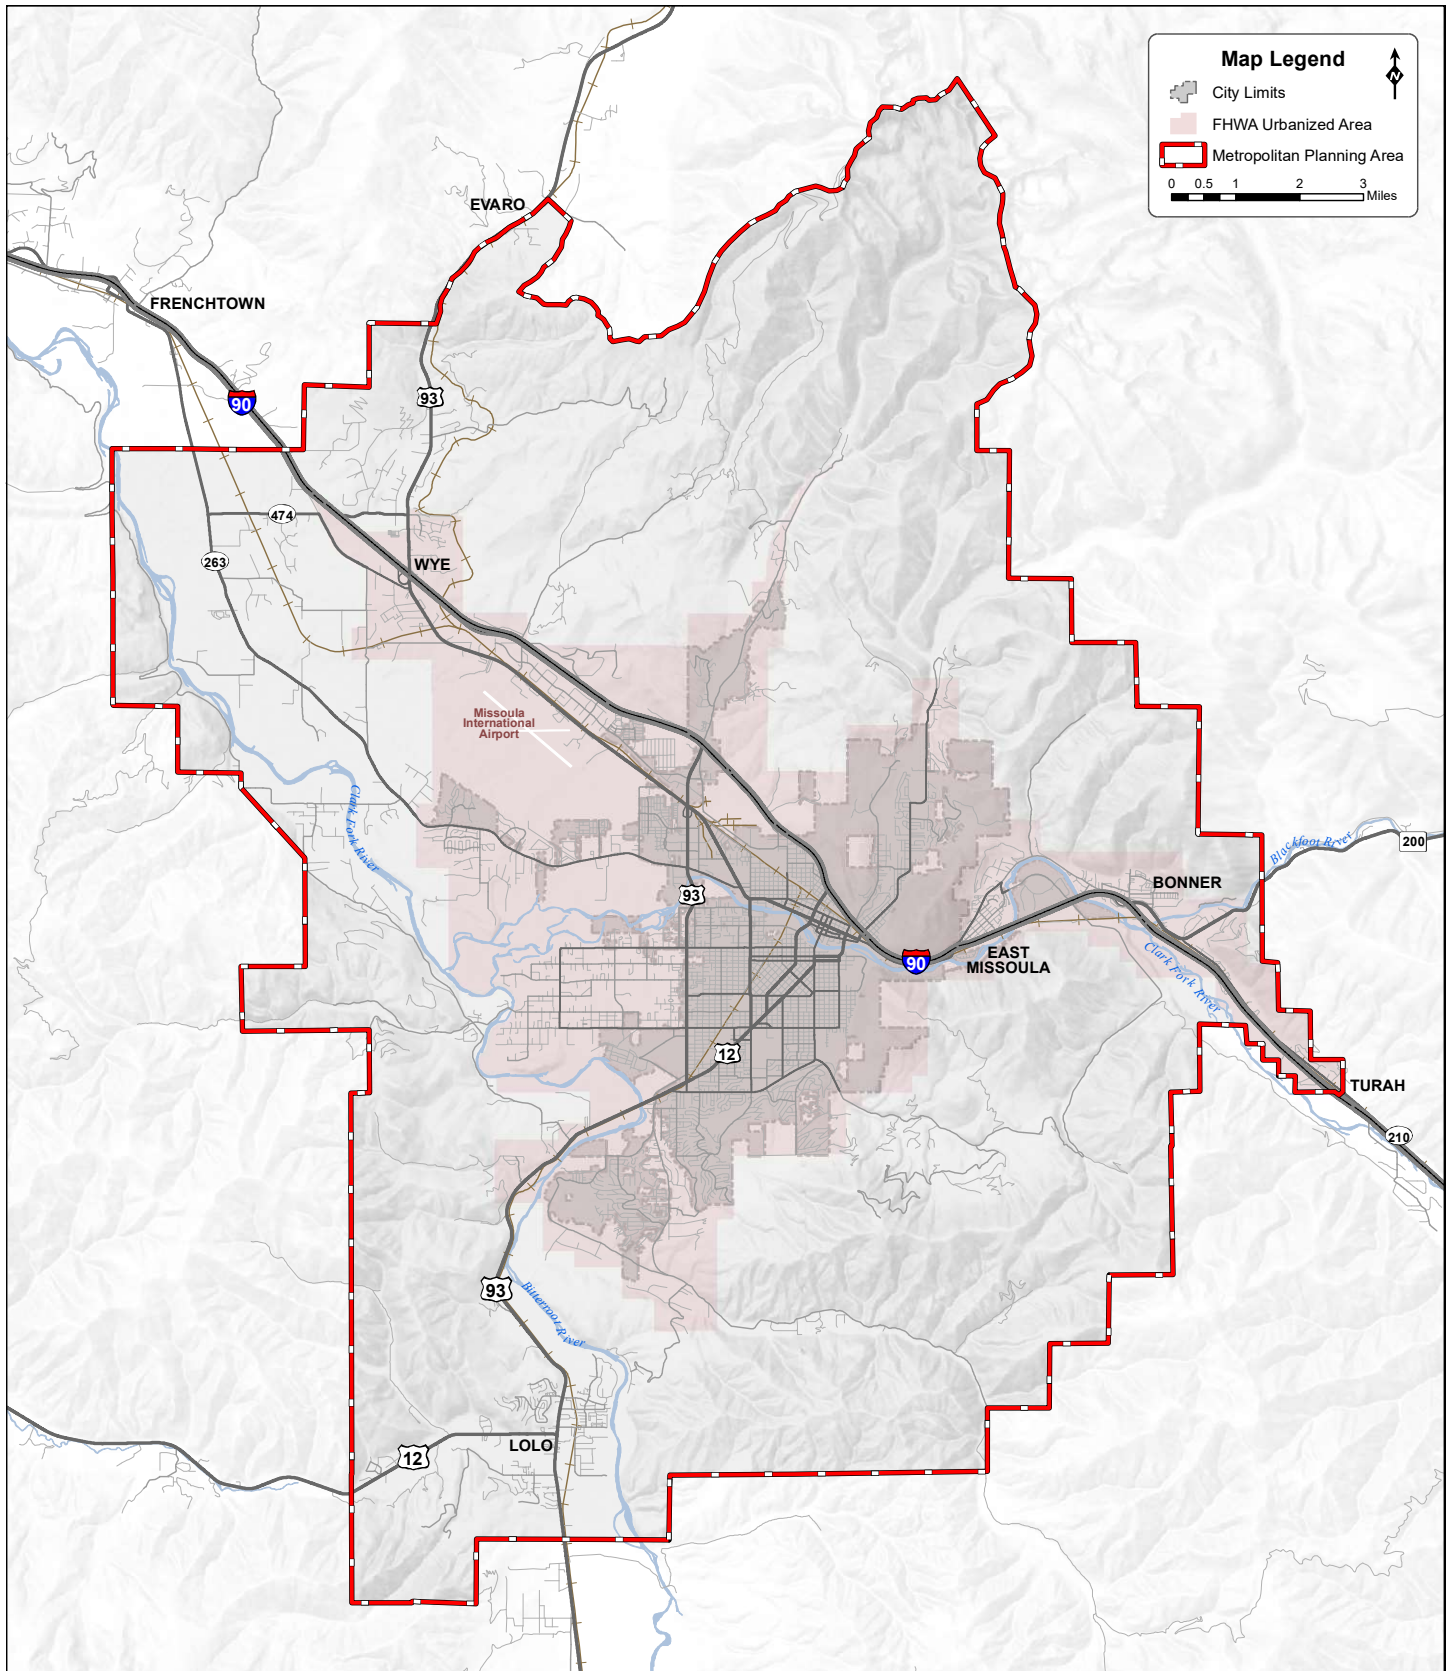 Map Legend
N
City Limits
FHWA Urbanized Area
Metropolitan Planning Area
0 0.5 1 2 3
Miles
EVARO
FRENCHTOWN
90
93
474
WYE
263
Missoula
International
Airport
Clark Fork River
Blackfoot River
200
BONNER
93
EAST
MISSOULA
90
Clark Fork River
12
TURAH
210
93
Bitterroot River
LOLO
12